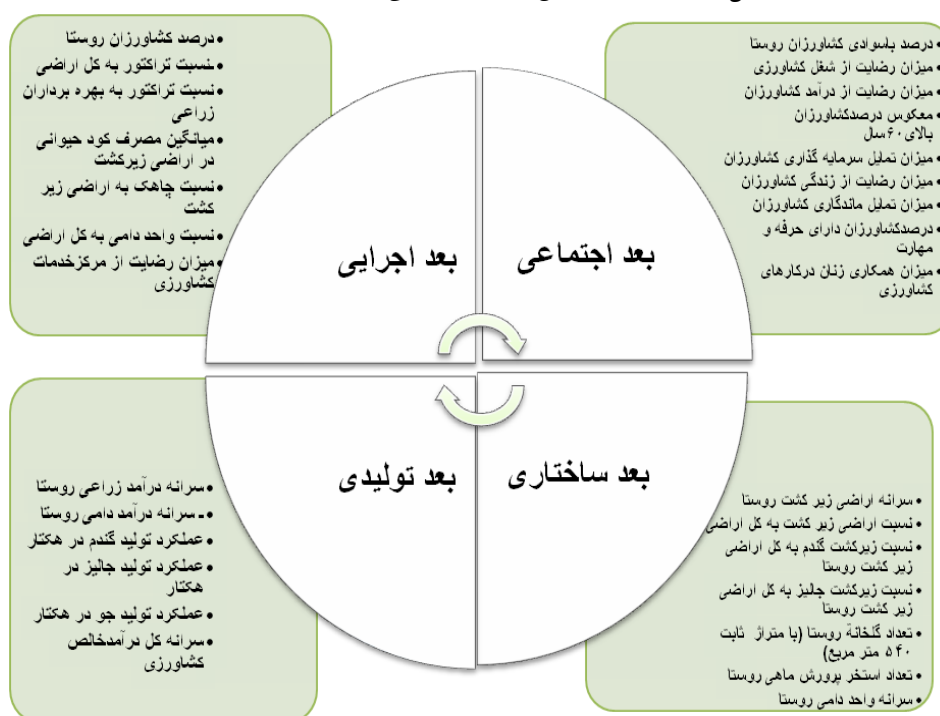 • درصد باسوادی کشاورزان روستا
• میزان رضایت از شغل کشاورزی
• میزان رضایت از درآمد کشاورزان
• معکوس درصدکشاورزان
بالای ۶۰ سال
• میزان تمایل سرمایه گذاری کشاورزان
• میزان رضایت از زندگی کشاورزان
• میزان تمایل ماندگاری کشاورزان
• درصدکشاورزان دارای حرفه و
مهارت
• میزان همکاری زنان درکارهای
کشاورزی
• درصد کشاورزان روستا
• نسبت تراکتور به کل اراضی
• نسبت تراکتور به بهره برداران
زراعی
• میانگین مصرف کود حیوانی
در اراضی زیرکشت
• نسبت چاهک به اراضی زیر
کشت
• نسبت واحد دامی به کل اراضی
• میزان رضایت از مرکزخدمات
کشاورزی
بعد اجتماعی
بعد اجرایی
بعد ساختاری
بعد تولیدی
• سرانه اراضی زیر کشت روستا
• نسبت اراضی زیر کشت به کل اراضی
• نسبت زیرکشت گندم به کل اراضی
زیر کشت روستا
• نسبت زیرکشت جالیز به کل اراضی
زیر کشت روستا
• تعداد گلخانهٔ روستا (با متراژ ثابت
۵۴۰ متر مربع)
• تعداد استخر پرورش ماهی روستا
• سرانه واحد دامی روستا
• سرانه درآمد زراعی روستا
• - سرانه درآمد دامی روستا
• عملکرد تولید گندم در هکتار
• عملکرد تولید جالیز در
هکتار
• عملکرد تولید جو در هکتار
• سرانه کل درآمدخالص
کشاورزی